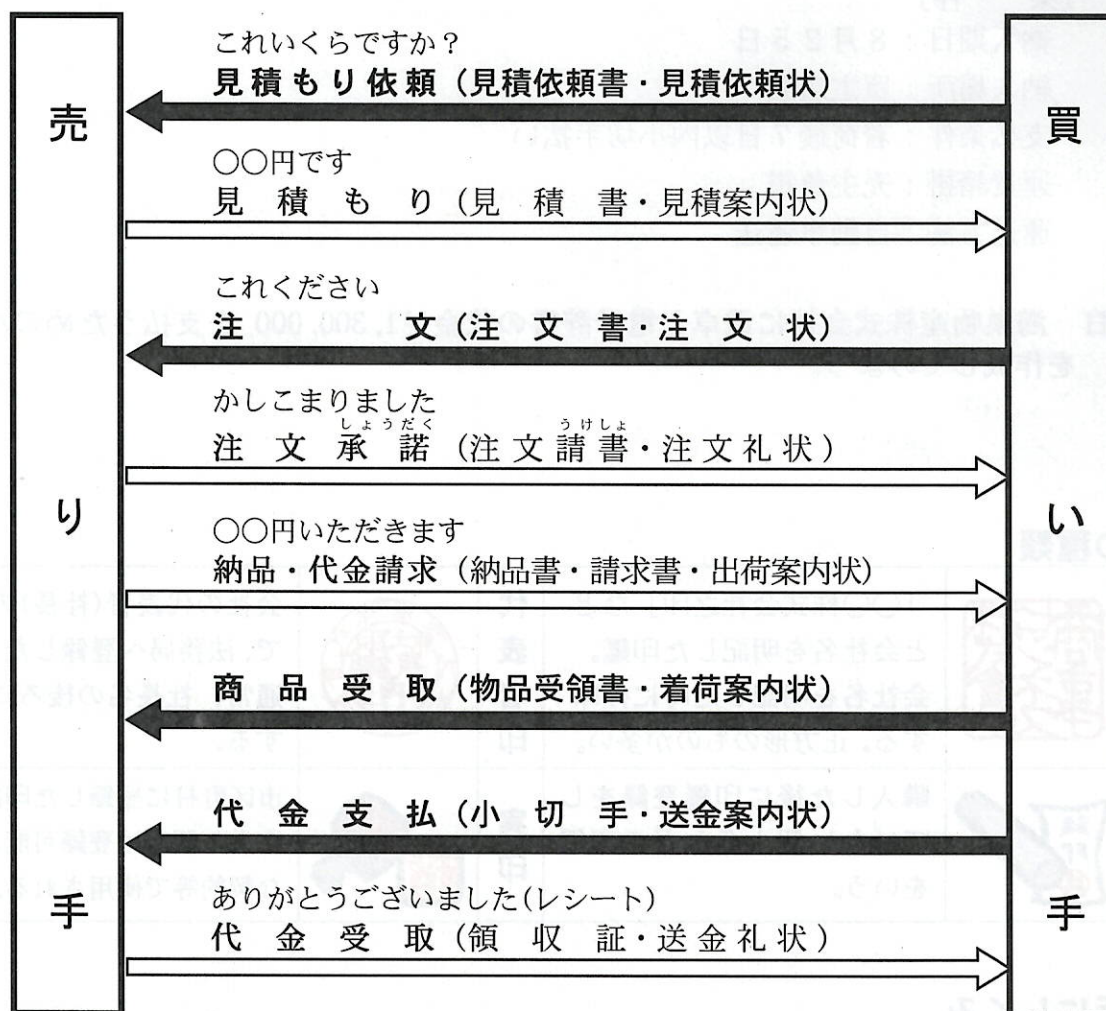 売り手
買い手
これいくらですか？
見積もり依頼（見積依頼書・見積依頼状）
○○円です
見積もり（見積書・見積案内状）
これください
注文（注文書・注文状）
かしこまりました
しょうだく うけしょ
注文承諾（注文請書・注文礼状）
○○円いただきます
納品・代金請求（納品書・請求書・出荷案内状）
商品受取（物品受領書・着荷案内状）
代金支払（小切手・送金案内状）
ありがとうございました（レシート）
代金受取（領収証・送金礼状）